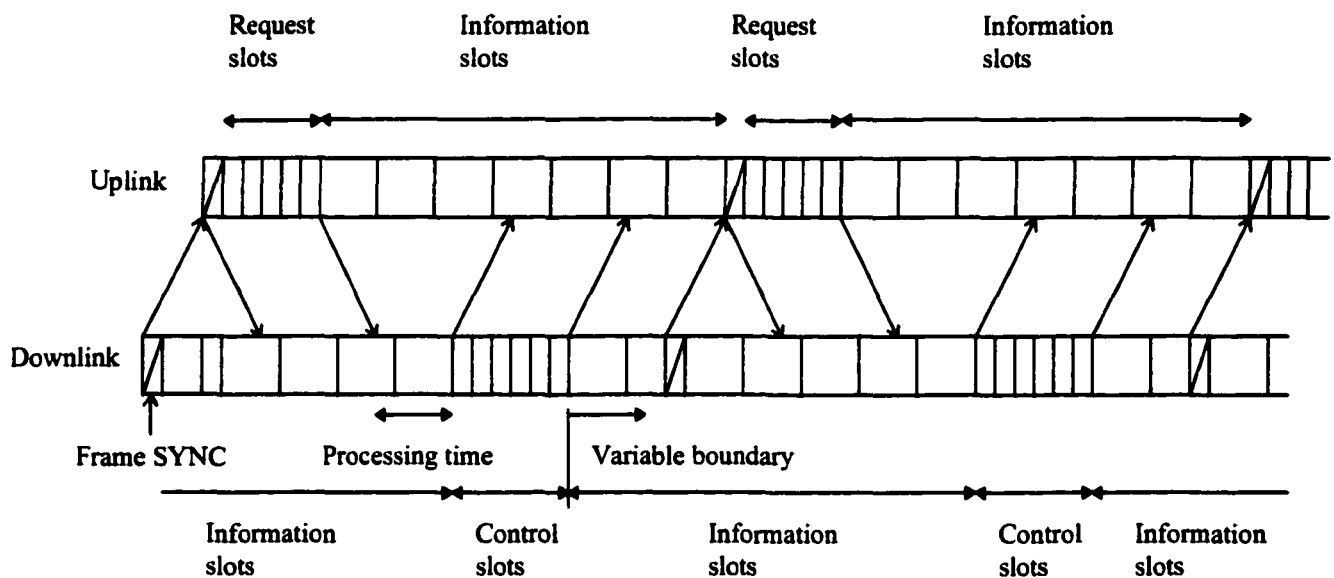 Request slots
Information slots
Request slots
Information slots
Uplink
Downlink
Frame SYNC
Processing time
Variable boundary
Information slots
Control slots
Information slots
Control slots
Information slots